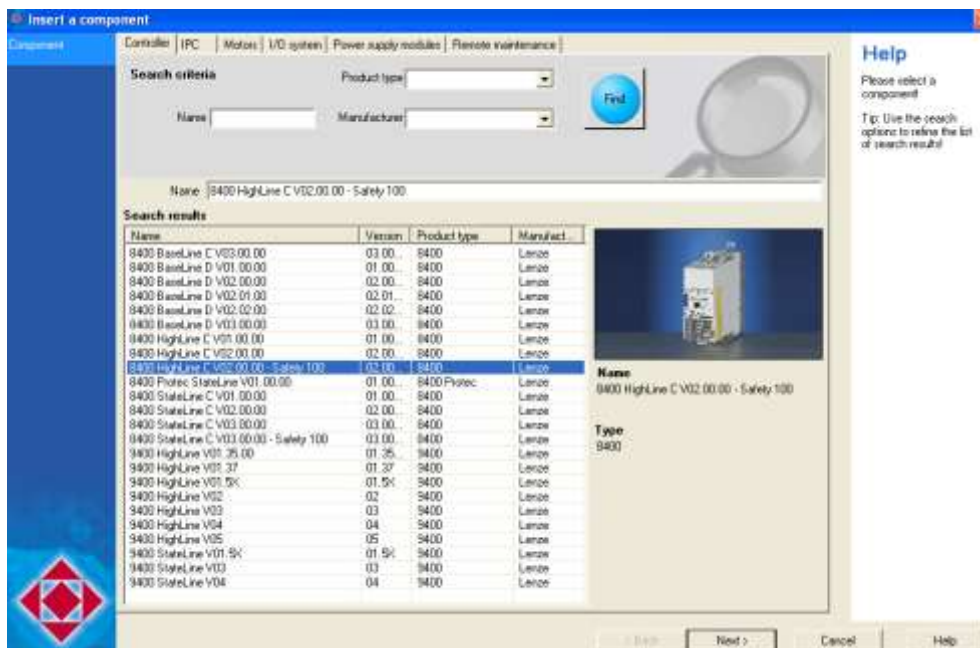 Insert a component
Component
Controller IPC Motors I/O system Power supply modules Remote maintenance
Search criteria
Product type
Find
Name
Manufacturer
Name 8400 HighLine C V02.00.00 - Safety 100
Search results
Name Version Product type Manufact...
8400 BaseLine C V03.00.00 03.00... 8400 Lenze
8400 BaseLine D V01.00.00 01.00... 8400 Lenze
8400 BaseLine D V02.00.00 02.00... 8400 Lenze
8400 BaseLine D V02.01.00 02.01... 8400 Lenze
8400 BaseLine D V02.02.00 02.02... 8400 Lenze
8400 BaseLine D V03.00.00 03.00... 8400 Lenze
8400 HighLine C V01.00.00 01.00... 8400 Lenze
8400 HighLine C V02.00.00 02.00... 8400 Lenze
8400 HighLine C V02.00.00 - Safety 100 02.00... 8400 Lenze
8400 Protec StateLine V01.00.00 01.00... 8400 Protec Lenze
8400 StateLine C V01.00.00 01.00... 8400 Lenze
8400 StateLine C V02.00.00 02.00... 8400 Lenze
8400 StateLine C V03.00.00 03.00... 8400 Lenze
8400 StateLine C V03.00.00 - Safety 100 03.00... 8400 Lenze
9400 HighLine V01.35.00 01.35... 9400 Lenze
9400 HighLine V01.37 01.37 9400 Lenze
9400 HighLine V01.5X 01.5X 9400 Lenze
9400 HighLine V02 02 9400 Lenze
9400 HighLine V03 03 9400 Lenze
9400 HighLine V04 04 9400 Lenze
9400 HighLine V05 05 9400 Lenze
9400 StateLine V01.5X 01.5X 9400 Lenze
9400 StateLine V03 03 9400 Lenze
9400 StateLine V04 04 9400 Lenze
Name
8400 HighLine C V02.00.00 - Safety 100
Type
8400
Help
Please select a
component!
Tip: Use the search
options to refine the list
of search results!
< Back Next > Cancel Help